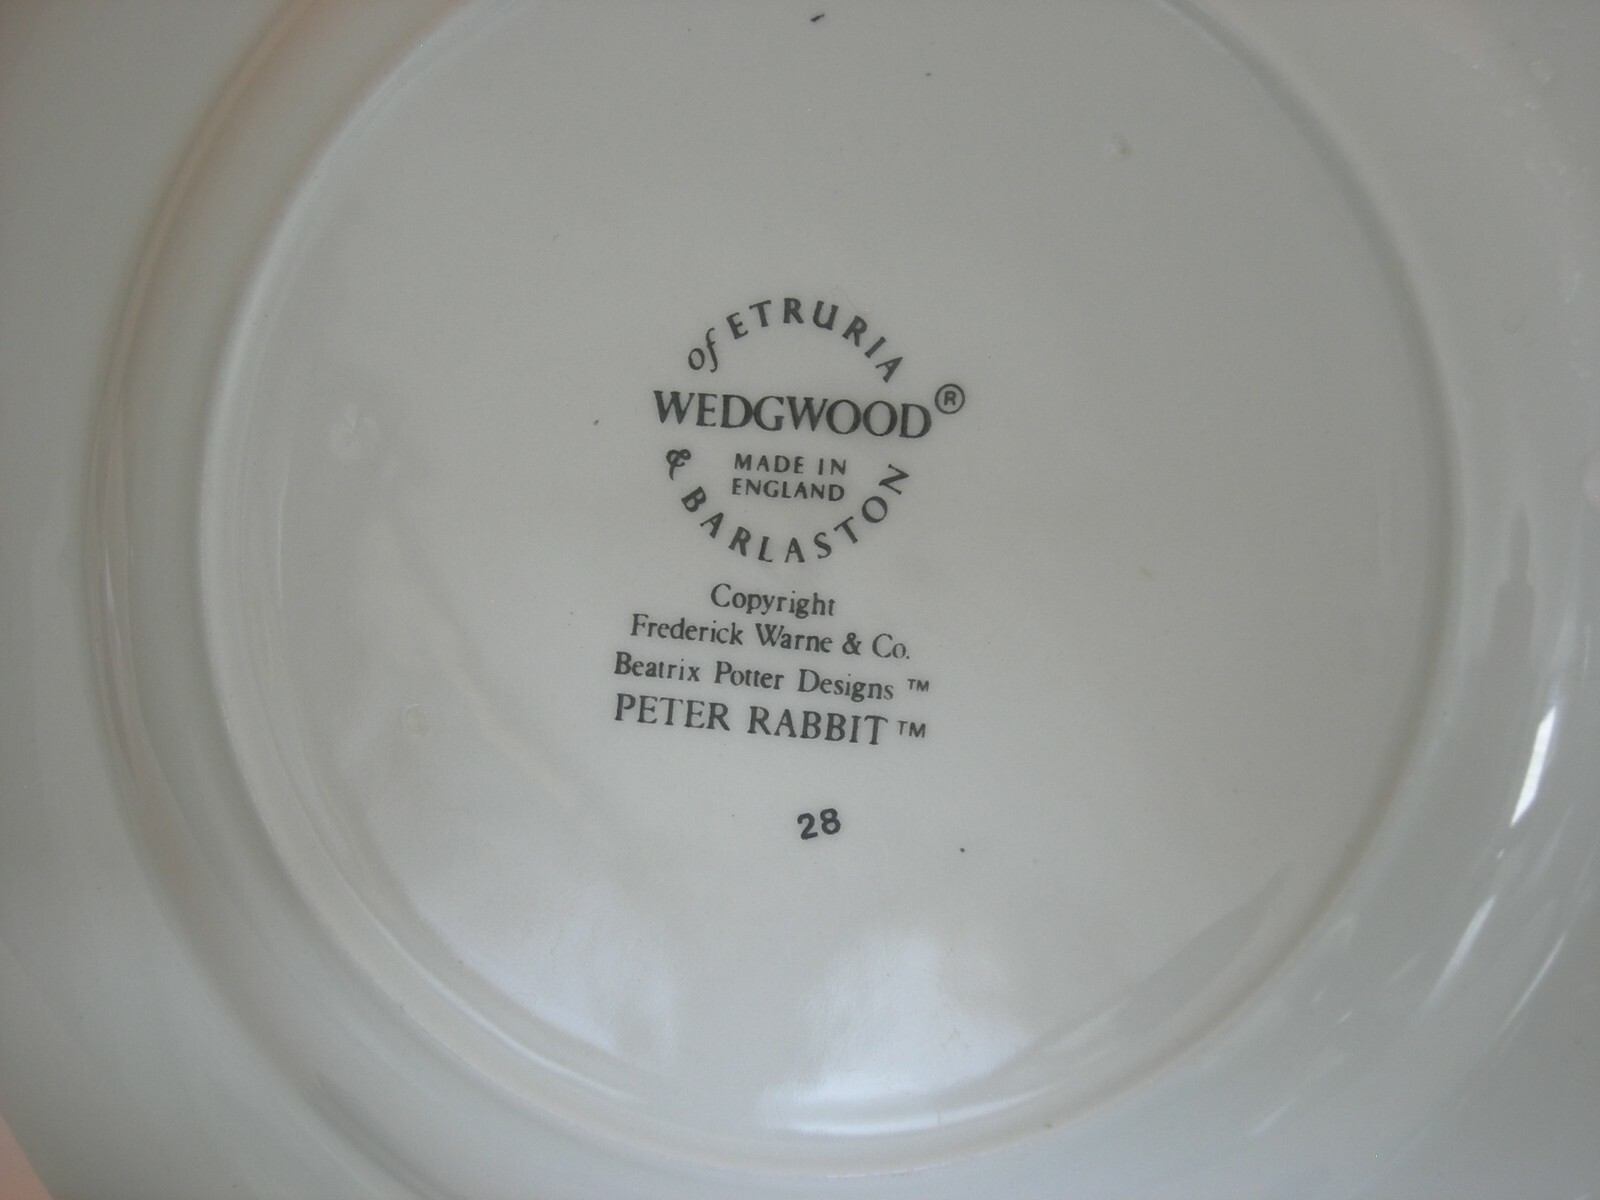 of ETRURIA
WEDGWOOD®
MADE IN
ENGLAND
& BARLASTON
Copyright
Frederick Warne & Co.
Beatrix Potter Designs ™
PETER RABBIT ™
28